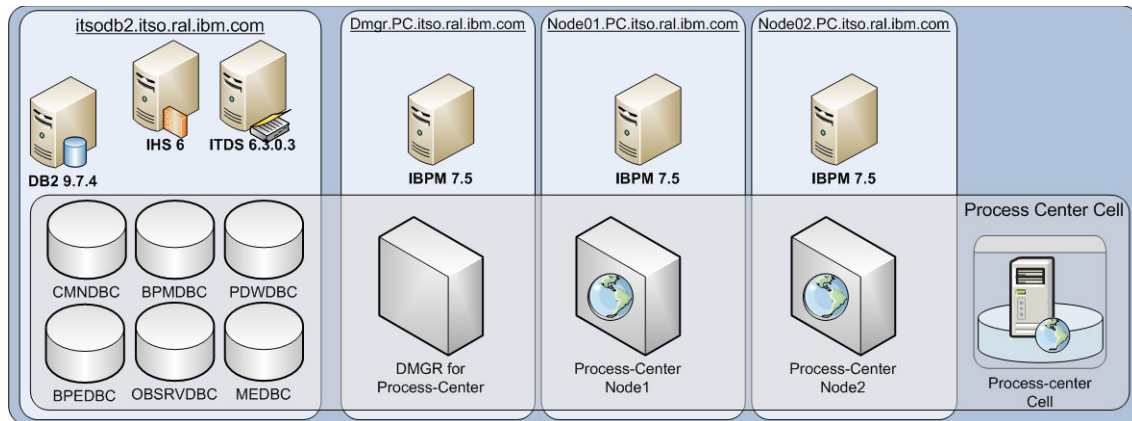 itsodb2.itso.ral.ibm.com
Dmgr.PC.itso.ral.ibm.com
Node01.PC.itso.ral.ibm.com
Node02.PC.itso.ral.ibm.com
DB2 9.7.4
IHS 6
ITDS 6.3.0.3
IBPM 7.5
IBPM 7.5
IBPM 7.5
Process Center Cell
CMNDBC
BPMDBC
PDWDBC
BPEDBC
OBSRVDBC
MEDBC
DMGR for
Process-Center
Process-Center
Node1
Process-Center
Node2
Process-center
Cell